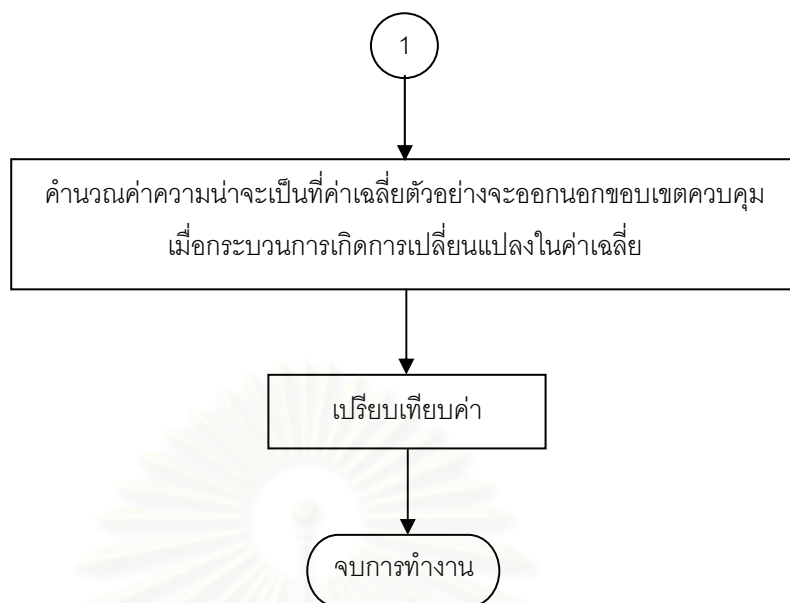 1
คำนวณค่าความน่าจะเป็นที่ค่าเฉลี่ยตัวอย่างจะออกนอกขอบเขตควบคุม
เมื่อกระบวนการเกิดการเปลี่ยนแปลงในค่าเฉลี่ย
เปรียบเทียบค่า
จบการทำงาน